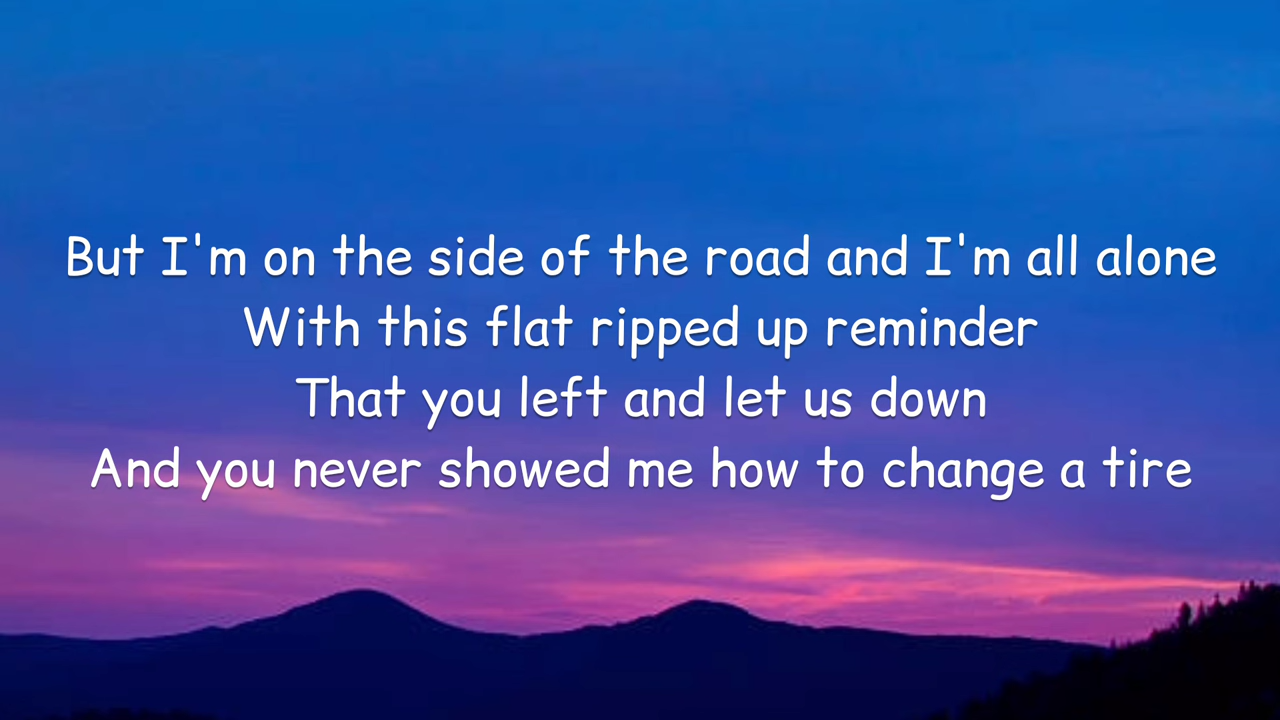 But I'm on the side of the road and I'm all alone
With this flat ripped up reminder
That you left and let us down
And you never showed me how to change a tire